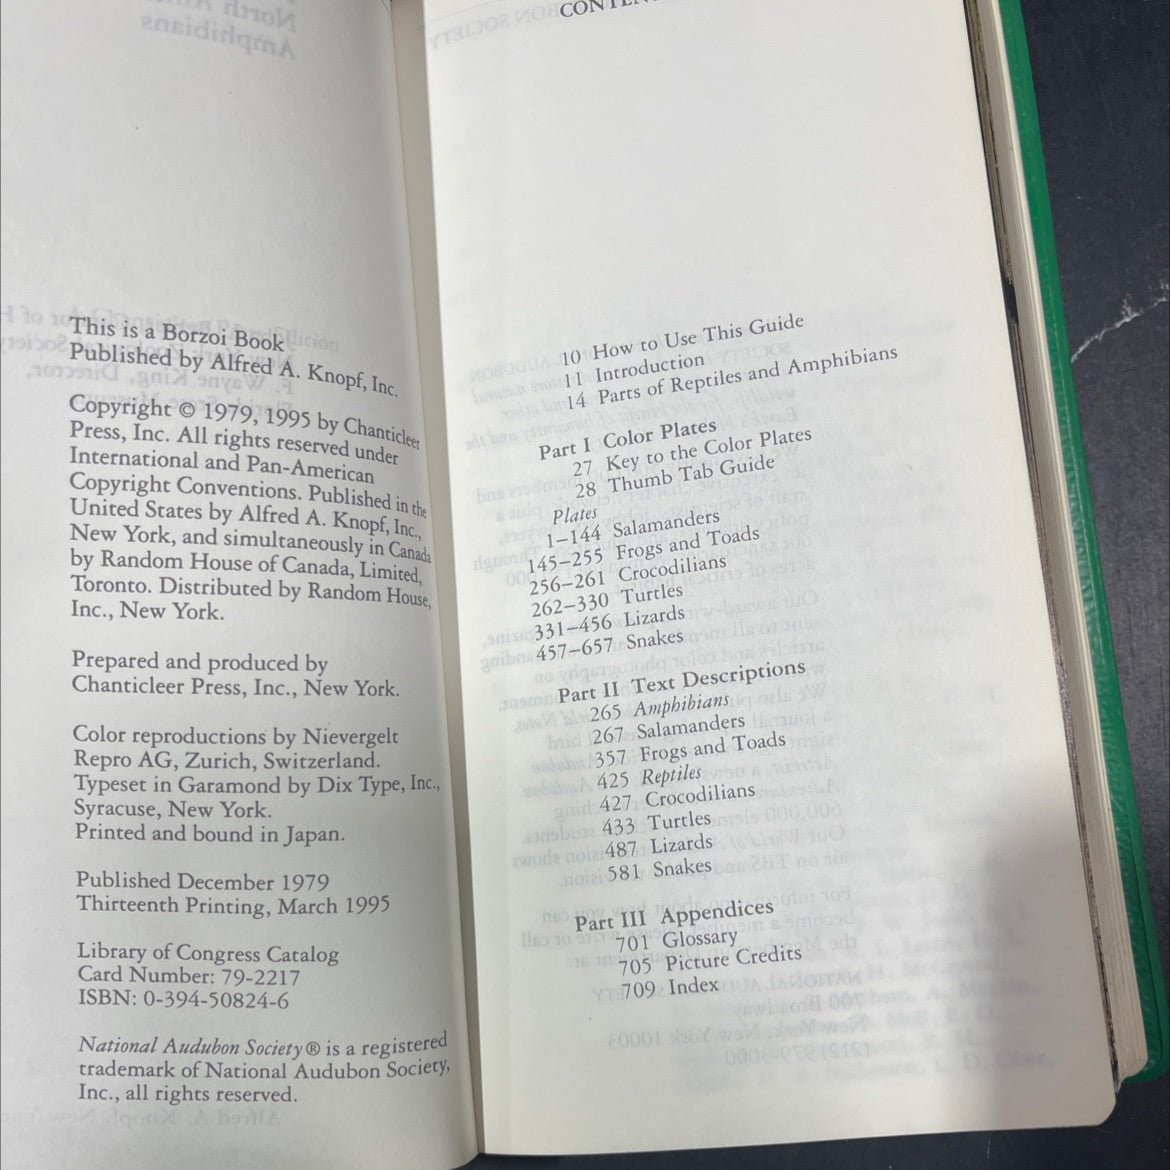 This is a Borzoi Book
Published by Alfred A. Knopf, Inc.
Copyright © 1979, 1995 by Chanticleer
Press, Inc. All rights reserved under
International and Pan-American
Copyright Conventions. Published in the
United States by Alfred A. Knopf, Inc.,
New York, and simultaneously in Canada
by Random House of Canada, Limited,
Toronto. Distributed by Random House,
Inc., New York.
Prepared and produced by
Chanticleer Press, Inc., New York.
Color reproductions by Nievergelt
Repro AG, Zurich, Switzerland.
Typeset in Garamond by Dix Type, Inc.,
Syracuse, New York.
Printed and bound in Japan.
Published December 1979
Thirteenth Printing, March 1995
Library of Congress Catalog
Card Number: 79-2217
ISBN: 0-394-50824-6
National Audubon Society® is a registered
trademark of National Audubon Society,
Inc., all rights reserved.
10 How to Use This Guide
11 Introduction
14 Parts of Reptiles and Amphibians
Part I Color Plates
27 Key to the Color Plates
28 Thumb Tab Guide
Plates
1–144 Salamanders
145–255 Frogs and Toads
256–261 Crocodilians
262–330 Turtles
331–456 Lizards
457–657 Snakes
Part II Text Descriptions
265 Amphibians
267 Salamanders
357 Frogs and Toads
425 Reptiles
427 Crocodilians
433 Turtles
487 Lizards
581 Snakes
Part III Appendices
701 Glossary
705 Picture Credits
709 Index